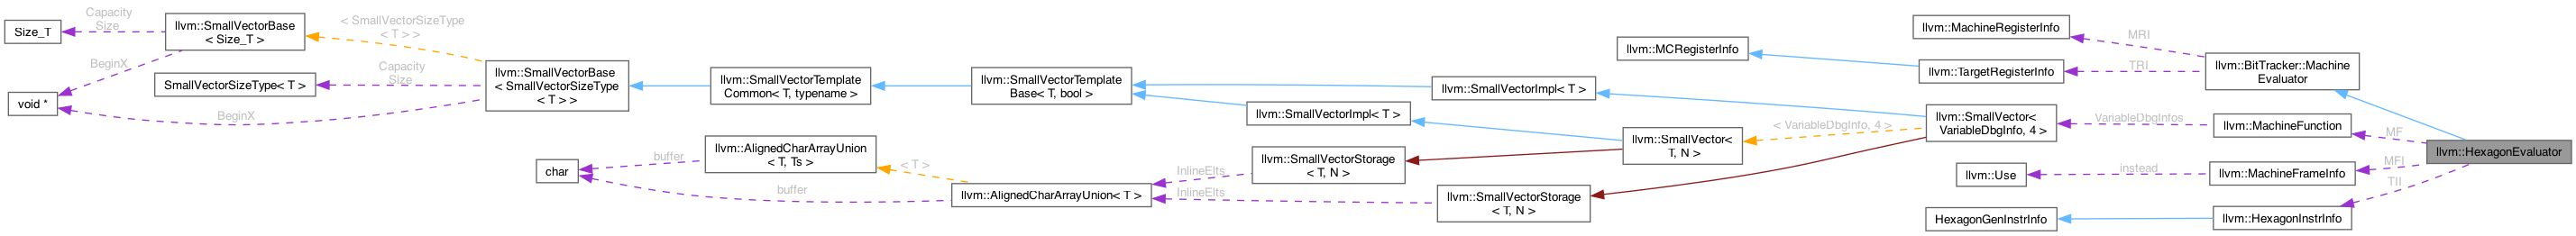 Size_T
Capacity
Size
BeginX
void *
llvm::SmallVectorBase
< Size_T >
SmallVectorSizeType< T >
< SmallVectorSizeType
< T > >
Capacity
Size
BeginX
llvm::SmallVectorBase
< SmallVectorSizeType
< T > >
llvm::SmallVectorTemplate
Common< T, typename >
llvm::SmallVectorTemplate
Base< T, bool >
char
buffer
buffer
llvm::AlignedCharArrayUnion
< T, Ts >
< T >
llvm::AlignedCharArrayUnion< T >
llvm::SmallVectorImpl< T >
llvm::SmallVectorImpl< T >
InlineElts
InlineElts
llvm::SmallVectorStorage
< T, N >
llvm::SmallVectorStorage
< T, N >
llvm::MCRegisterInfo
llvm::SmallVector<
T, N >
< VariableDbgInfo, 4 >
llvm::MachineRegisterInfo
llvm::TargetRegisterInfo
llvm::SmallVector<
VariableDbgInfo, 4 >
llvm::Use
HexagonGenInstrInfo
MRI
TRI
VariableDbgInfos
instead
llvm::BitTracker::Machine
Evaluator
llvm::MachineFunction
llvm::MachineFrameInfo
llvm::HexagonInstrInfo
MF
MFI
TII
llvm::HexagonEvaluator